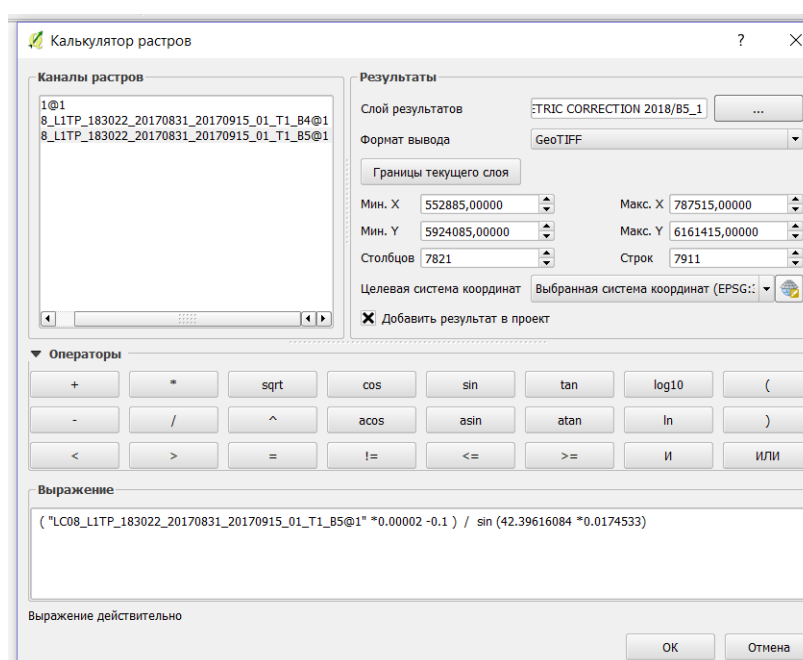 Калькулятор растров ?
Каналы растров
1@1
8_L1TP_183022_20170831_20170915_01_T1_B4@1
8_L1TP_183022_20170831_20170915_01_T1_B5@1
Результаты
Слой результатов ETRIC CORRECTION 2018/B5_1 ...
Формат вывода GeoTIFF
Границы текущего слоя
Мин. X 552885,00000 Макс. X 787515,00000
Мин. Y 5924085,00000 Макс. Y 6161415,00000
Столбцов 7821 Строк 7911
Целевая система координат Выбранная система координат (EPSG:
Добавить результат в проект
Операторы
+ * sqrt cos sin tan log10 (
- / ^ acos asin atan ln )
< > = != <= >= И ИЛИ
Выражение
( "LC08_L1TP_183022_20170831_20170915_01_T1_B5@1" *0.00002 -0.1 ) / sin (42.39616084 *0.0174533)
Выражение действительно
OK Отмена